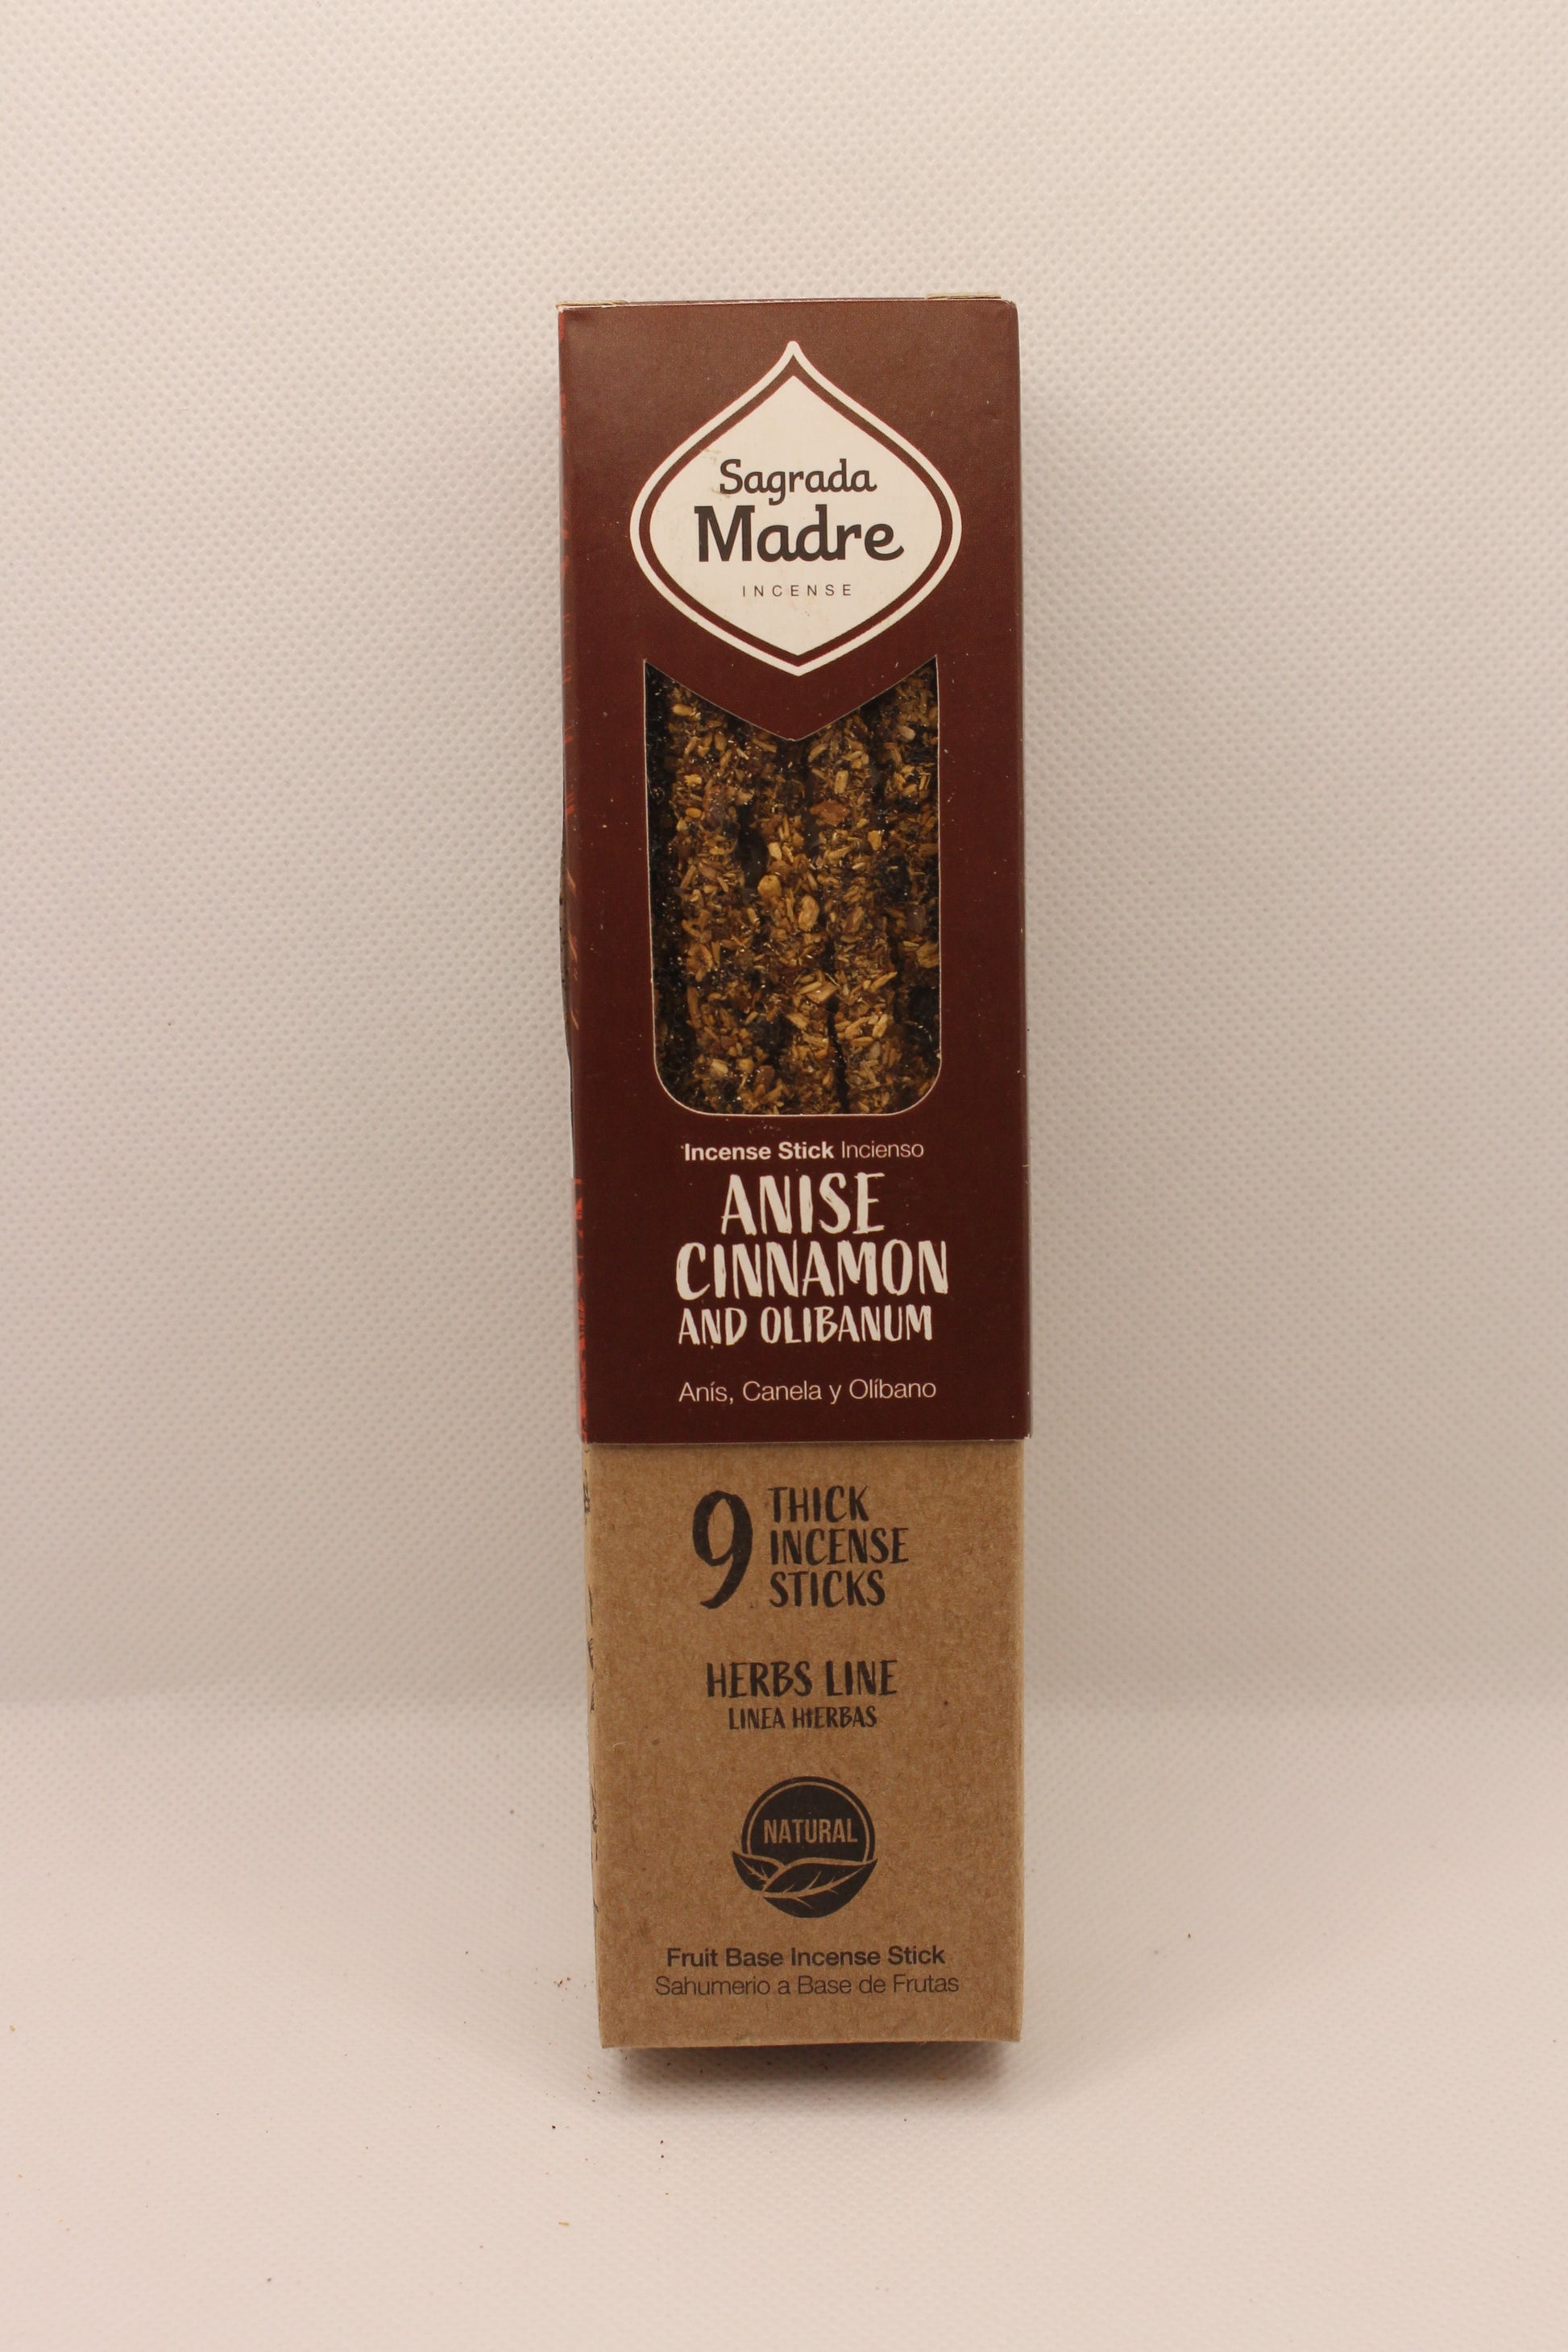 Sagrada
Madre
INCENSE
Incense Stick Incienso
ANISE
CINNAMON
AND OLIBANUM
Anís, Canela y Olíbano
9 THICK
INCENSE
STICKS
HERBS LINE
LINEA HIERBAS
NATURAL
Fruit Base Incense Stick
Sahumerio a Base de Frutas